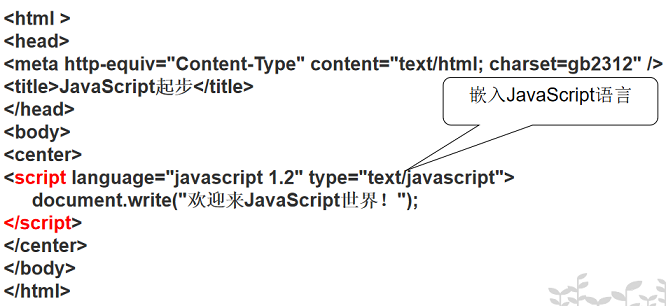 <html >
<head>
<meta http-equiv="Content-Type" content="text/html; charset=gb2312" />
<title>JavaScript起步</title>
</head>
<body>
<center>
<script language="javascript 1.2" type="text/javascript">
document.write("欢迎来JavaScript世界！");
</script>
</center>
</body>
</html>
嵌入JavaScript语言